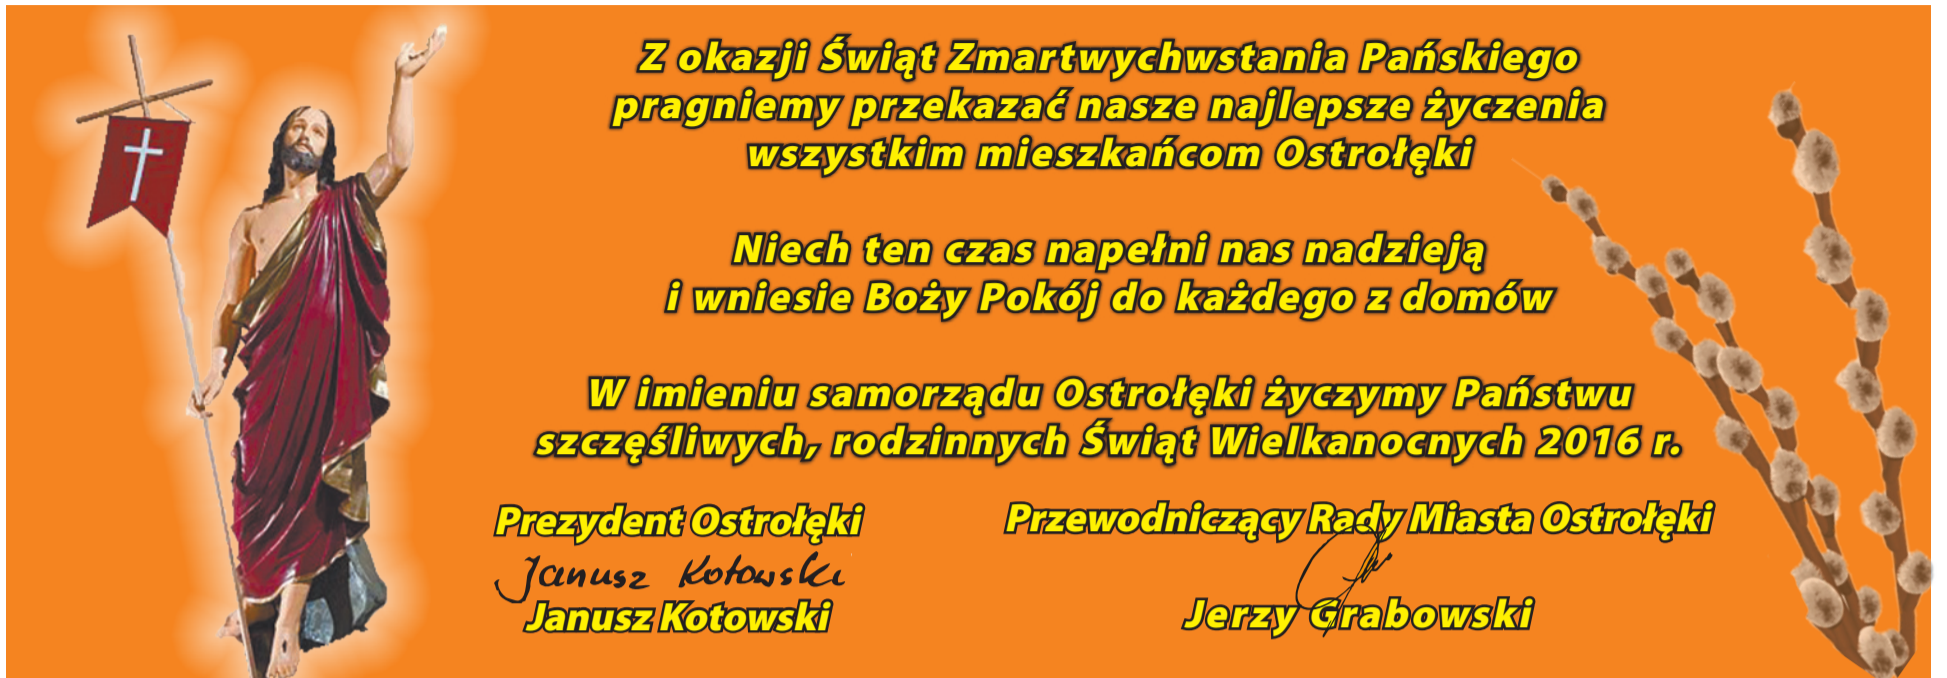 Z okazji Świąt Zmartwychwstania Pańskiego
pragniemy przekazać nasze najlepsze życzenia
wszystkim mieszkańcom Ostrołęki
Niech ten czas napełni nas nadzieją
i wniesie Boży Pokój do każdego z domów
W imieniu samorządu Ostrołęki życzymy Państwu
szczęśliwych, rodzinnych Świąt Wielkanocnych 2016 r.
Prezydent Ostrołęki
Janusz Kotowski
Janusz Kotowski
Przewodniczący Rady Miasta Ostrołęki
Jerzy Grabowski